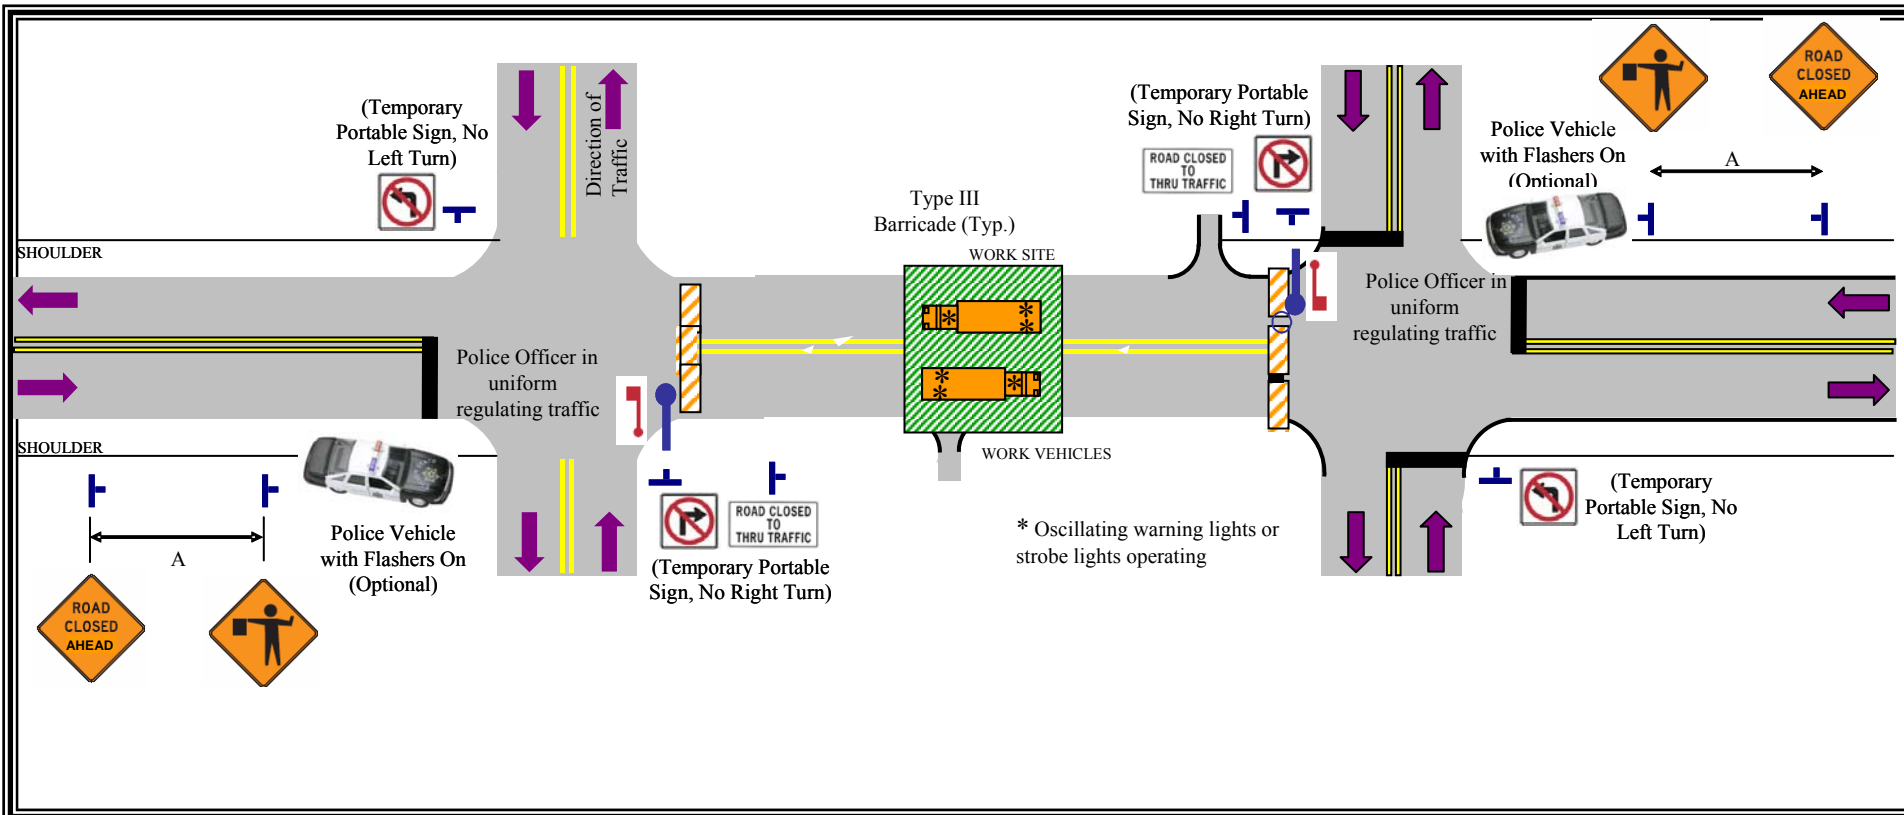 (Temporary
Portable Sign, No
Left Turn)
Direction of
Traffic
(Temporary Portable
Sign, No Right Turn)
ROAD CLOSED
TO
THRU TRAFFIC
Police Vehicle
with Flashers On
(Optional)
ROAD
CLOSED
AHEAD
A
SHOULDER
Type III
Barricade (Typ.)
WORK SITE
Police Officer in
uniform
regulating traffic
Police Officer in
uniform
regulating traffic
* *
*
*
* *
*
SHOULDER
WORK VEHICLES
A
Police Vehicle
with Flashers On
(Optional)
ROAD
CLOSED
AHEAD
ROAD CLOSED
TO
THRU TRAFFIC
(Temporary Portable
Sign, No Right Turn)
* Oscillating warning lights or
strobe lights operating
(Temporary
Portable Sign, No
Left Turn)